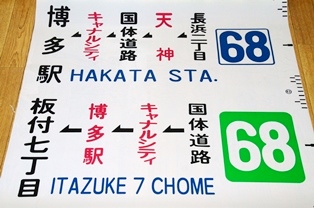 68
長浜二丁目
天神
国体道路
キャナルシティ
博多駅
HAKATA STA.
68
国体道路
キャナルシティ
博多駅
板付七丁目
ITAZUKE 7 CHOME